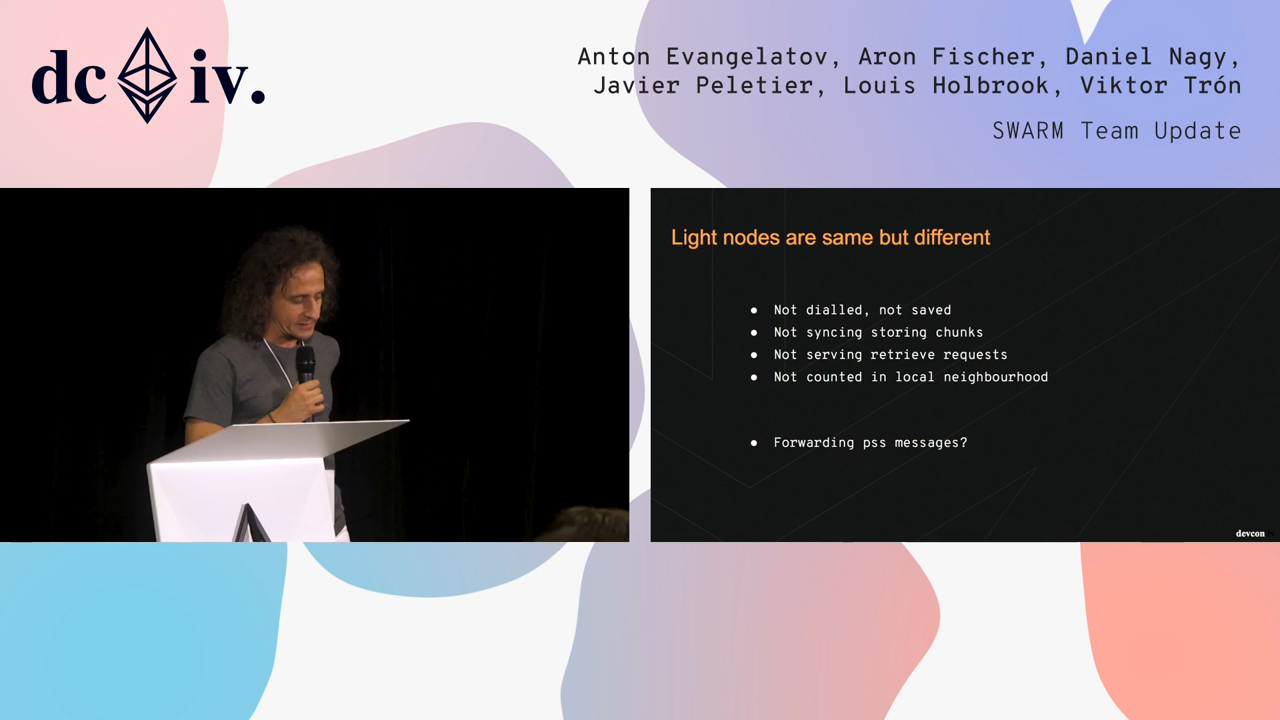 dc iv.
Anton Evangelatov, Aron Fischer, Daniel Nagy,
Javier Peletier, Louis Holbrook, Viktor Trón
SWARM Team Update
Light nodes are same but different
● Not dialled, not saved
● Not syncing storing chunks
● Not serving retrieve requests
● Not counted in local neighbourhood
● Forwarding pss messages?
devcon